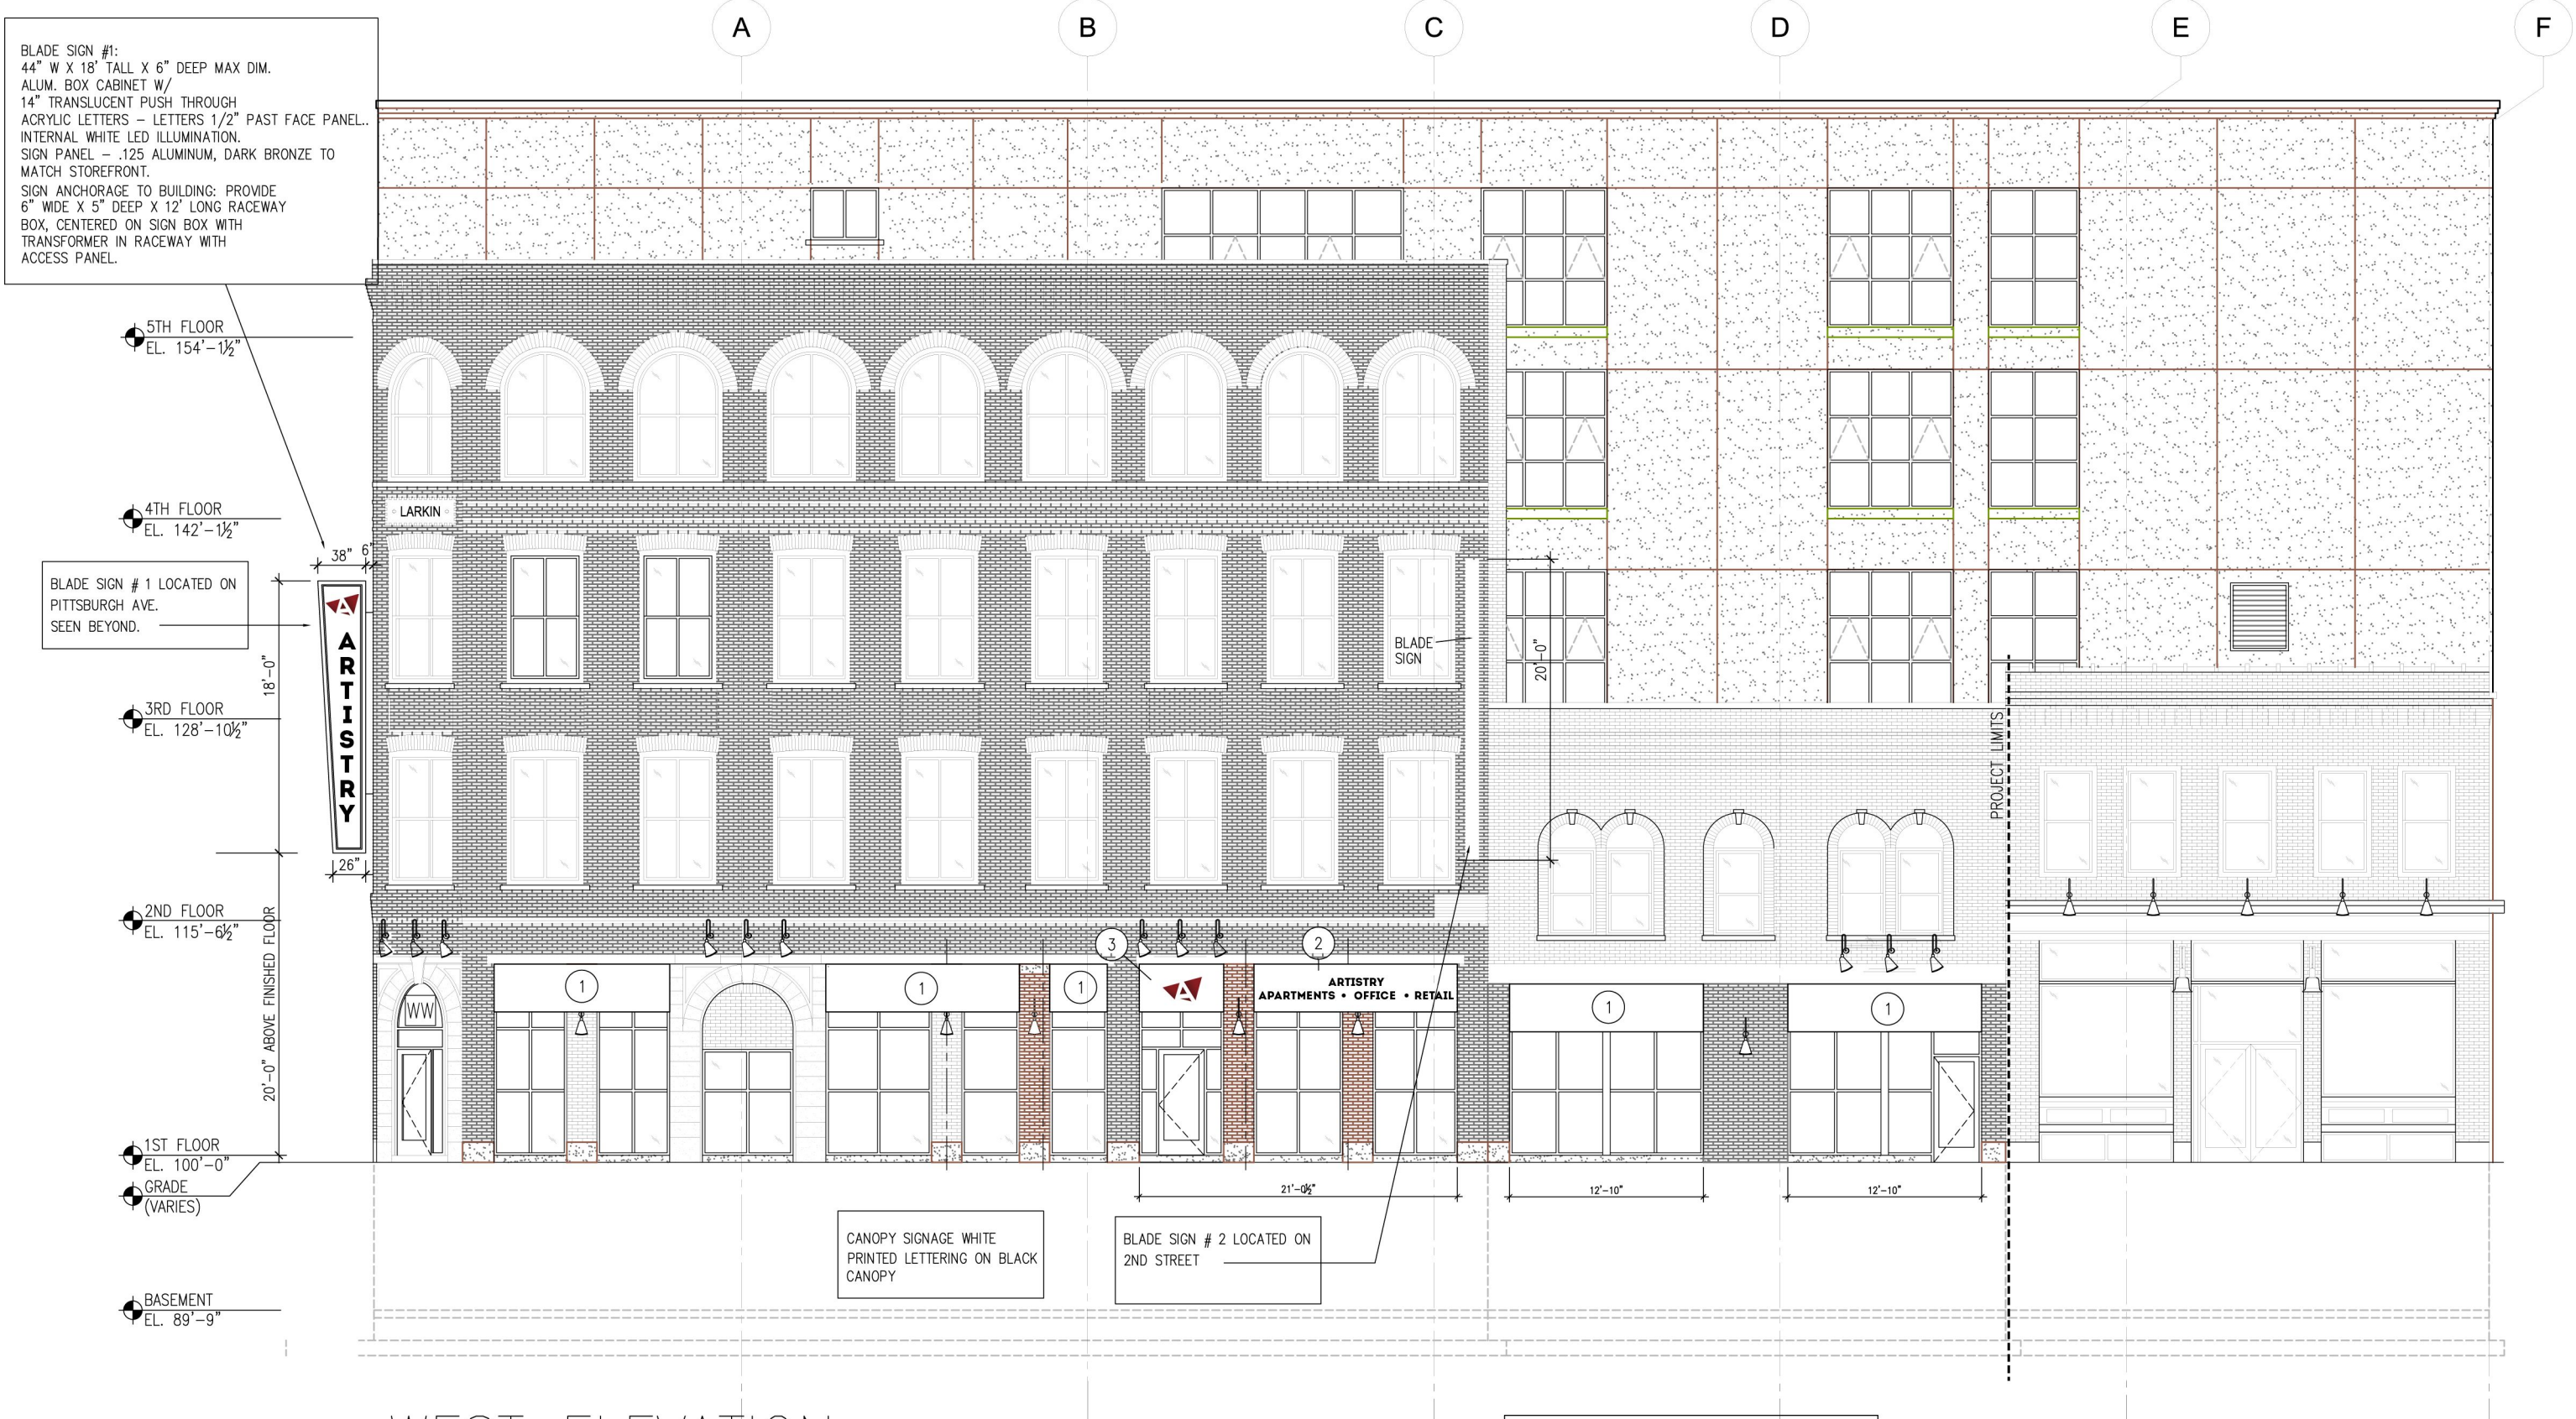 A
B
C
D
E
F
BLADE SIGN #1:
44" W X 18' TALL X 6" DEEP MAX DIM.
ALUM. BOX CABINET W/
14" TRANSLUCENT PUSH THROUGH
ACRYLIC LETTERS – LETTERS 1/2" PAST FACE PANEL..
INTERNAL WHITE LED ILLUMINATION.
SIGN PANEL – .125 ALUMINUM, DARK BRONZE TO
MATCH STOREFRONT.
SIGN ANCHORAGE TO BUILDING: PROVIDE
6" WIDE X 5" DEEP X 12' LONG RACEWAY
BOX, CENTERED ON SIGN BOX WITH
TRANSFORMER IN RACEWAY WITH
ACCESS PANEL.
5TH FLOOR
EL. 154'-1½"
4TH FLOOR
EL. 142'-1½"
LARKIN
38"
6"
BLADE SIGN # 1 LOCATED ON
PITTSBURGH AVE.
SEEN BEYOND.
18'-0"
A
ARTISTRY
BLADE
SIGN
20'-0"
3RD FLOOR
EL. 128'-10½"
PROJECT LIMITS
26"
2ND FLOOR
EL. 115'-6½"
20'-0" ABOVE FINISHED FLOOR
3
2
WW
1
1
1
A
ARTISTRY
APARTMENTS • OFFICE • RETAIL
1
1
1ST FLOOR
EL. 100'-0"
GRADE
(VARIES)
21'-0½"
12'-10"
12'-10"
CANOPY SIGNAGE WHITE
PRINTED LETTERING ON BLACK
CANOPY
BLADE SIGN # 2 LOCATED ON
2ND STREET
BASEMENT
EL. 89'-9"
WEST ELEVATION